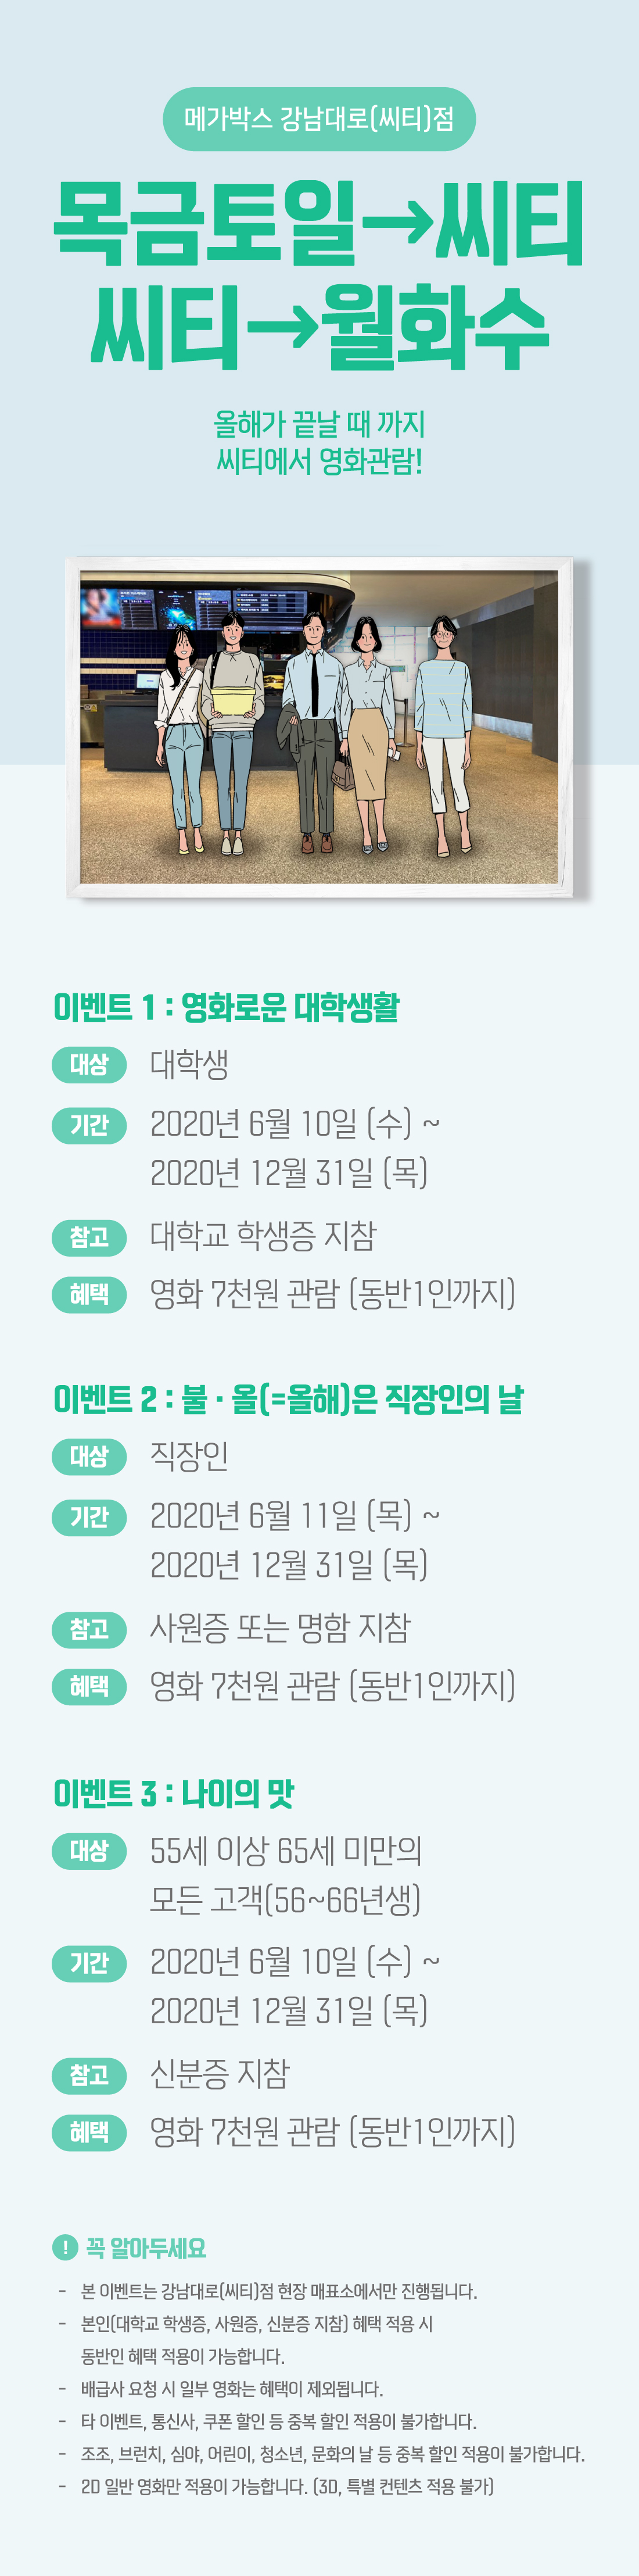 메가박스 강남대로(씨티)점
목금토일→씨티
씨티→월화수
올해가 끝날 때 까지
씨티에서 영화관람!
이벤트 1 : 영화로운 대학생활
대상 대학생
기간 2020년 6월 10일 (수) ~
2020년 12월 31일 (목)
참고 대학교 학생증 지참
혜택 영화 7천원 관람 (동반1인까지)
이벤트 2 : 불 · 올(=올해)은 직장인의 날
대상 직장인
기간 2020년 6월 11일 (목) ~
2020년 12월 31일 (목)
참고 사원증 또는 명함 지참
혜택 영화 7천원 관람 (동반1인까지)
이벤트 3 : 나이의 맛
대상 55세 이상 65세 미만의
모든 고객(56~66년생)
기간 2020년 6월 10일 (수) ~
2020년 12월 31일 (목)
참고 신분증 지참
혜택 영화 7천원 관람 (동반1인까지)
! 꼭 알아두세요
- 본 이벤트는 강남대로(씨티)점 현장 매표소에서만 진행됩니다.
- 본인(대학교 학생증, 사원증, 신분증 지참) 혜택 적용 시
동반인 혜택 적용이 가능합니다.
- 배급사 요청 시 일부 영화는 혜택이 제외됩니다.
- 타 이벤트, 통신사, 쿠폰 할인 등 중복 할인 적용이 불가합니다.
- 조조, 브런치, 심야, 어린이, 청소년, 문화의 날 등 중복 할인 적용이 불가합니다.
- 2D 일반 영화만 적용이 가능합니다. (3D, 특별 컨텐츠 적용 불가)